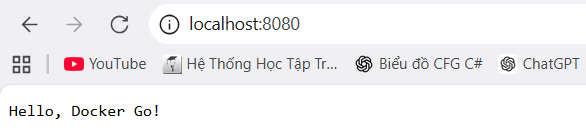 localhost:8080
YouTube Hệ Thống Học Tập Tr... Biểu đồ CFG C# ChatGPT
Hello, Docker Go!